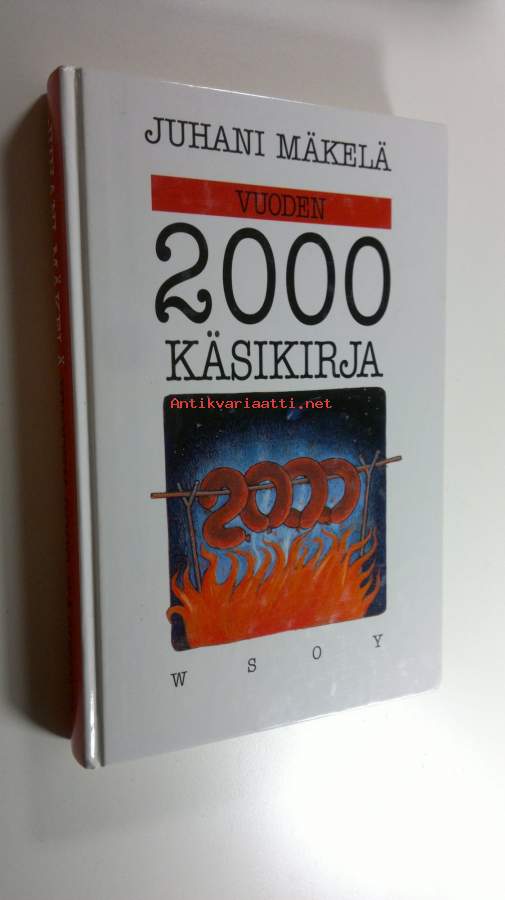 JUHANI MÄKELÄ
VUODEN
2000
KÄSIKIRJA
Antikvariaatti.net
2000
W S O Y